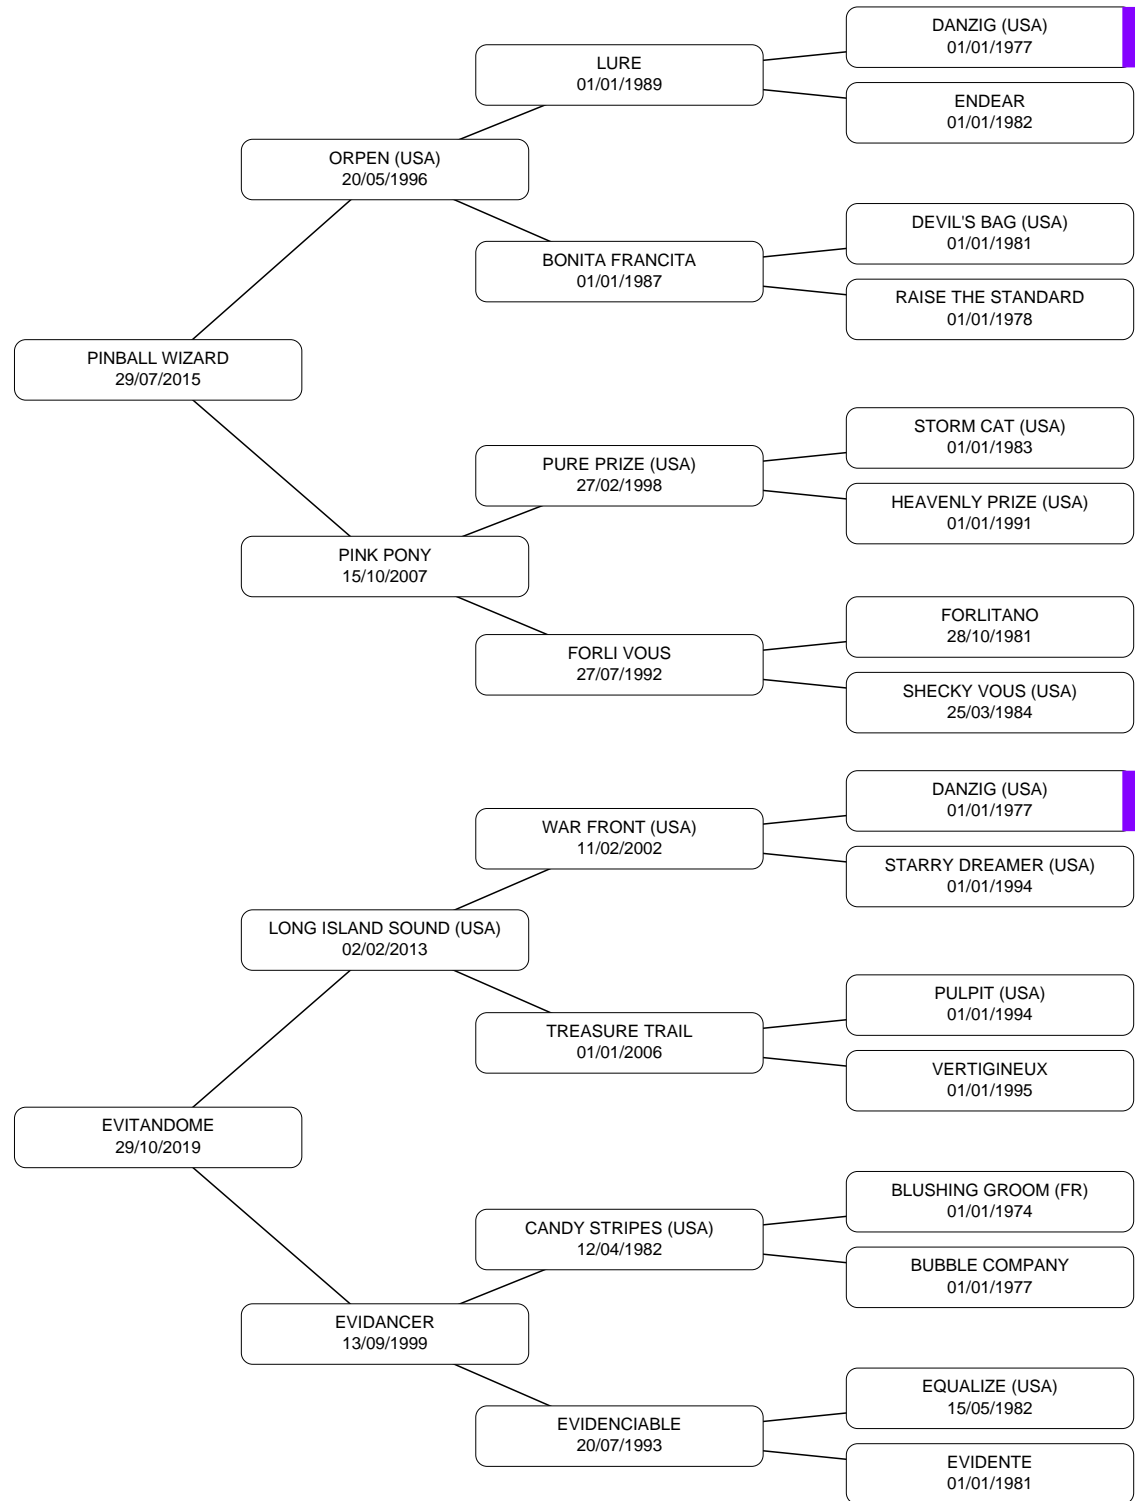 DANZIG (USA)
01/01/1977
LURE
01/01/1989
ENDEAR
01/01/1982
ORPEN (USA)
20/05/1996
DEVIL'S BAG (USA)
01/01/1981
BONITA FRANCITA
01/01/1987
RAISE THE STANDARD
01/01/1978
PINBALL WIZARD
29/07/2015
STORM CAT (USA)
01/01/1983
PURE PRIZE (USA)
27/02/1998
HEAVENLY PRIZE (USA)
01/01/1991
PINK PONY
15/10/2007
FORLITANO
28/10/1981
FORLI VOUS
27/07/1992
SHECKY VOUS (USA)
25/03/1984
DANZIG (USA)
01/01/1977
WAR FRONT (USA)
11/02/2002
STARRY DREAMER (USA)
01/01/1994
LONG ISLAND SOUND (USA)
02/02/2013
PULPIT (USA)
01/01/1994
TREASURE TRAIL
01/01/2006
VERTIGINEUX
01/01/1995
EVITANDOME
29/10/2019
BLUSHING GROOM (FR)
01/01/1974
CANDY STRIPES (USA)
12/04/1982
BUBBLE COMPANY
01/01/1977
EVIDANCER
13/09/1999
EQUALIZE (USA)
15/05/1982
EVIDENCIABLE
20/07/1993
EVIDENTE
01/01/1981